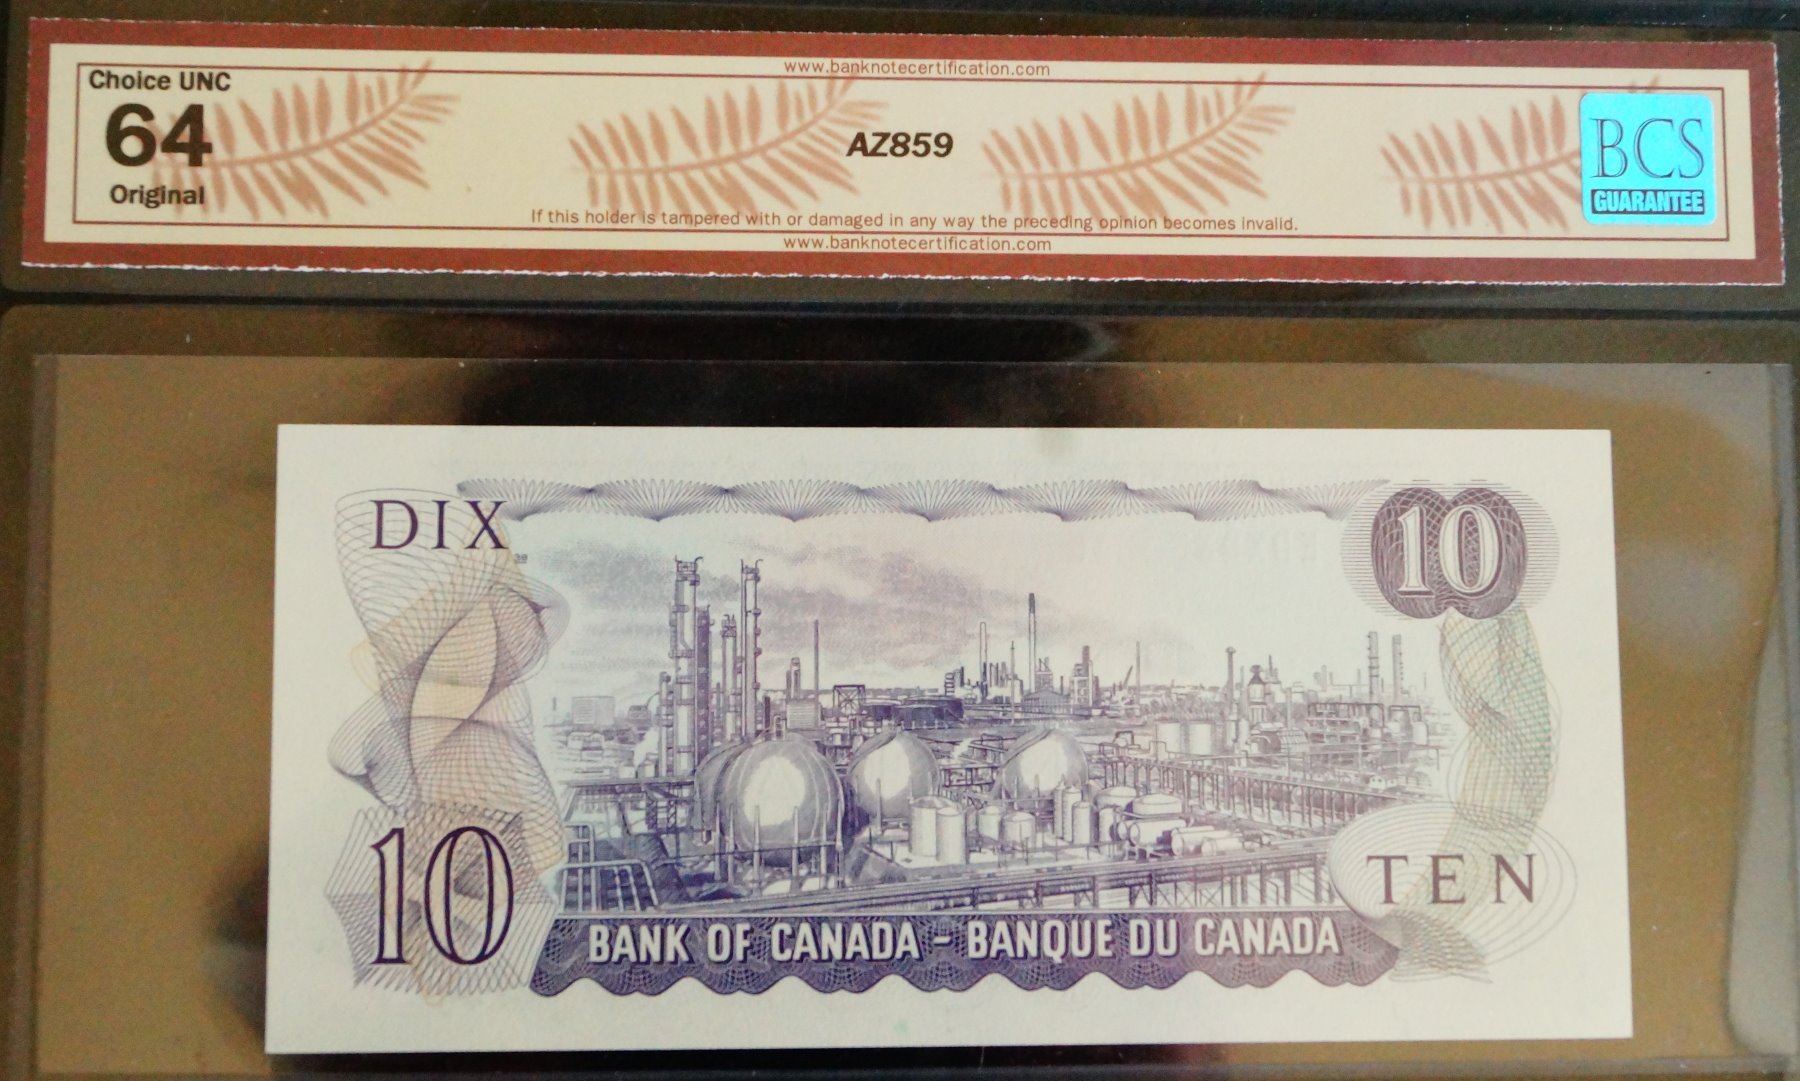 www.banknotecertification.com
Choice UNC
64
Original
AZ859
BCS
GUARANTEE
If this holder is tampered with or damaged in any way the preceding opinion becomes invalid.
www.banknotecertification.com
DIX
10
10
TEN
BANK OF CANADA - BANQUE DU CANADA